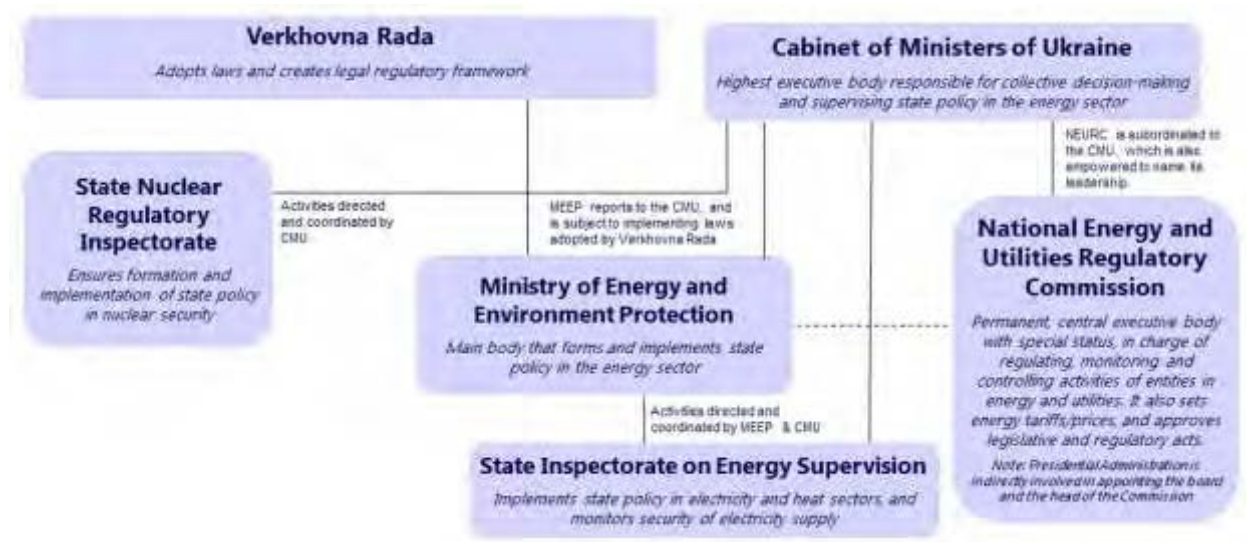 Verkhovna Rada
Adopts laws and creates legal regulatory framework
Cabinet of Ministers of Ukraine
Highest executive body responsible for collective decision-making
and supervising state policy in the energy sector
NEURC is subordinated to
the CMU, which is also
empowered to name its
leadership.
State Nuclear
Regulatory
Inspectorate
Ensures formation and
implementation of state policy
in nuclear security
Activities directed
and coordinated by
CMU
MEEP reports to the CMU, and
is subject to implementing laws
adopted by Verkhovna Rada
Ministry of Energy and
Environment Protection
Main body that forms and implements state
policy in the energy sector
National Energy and
Utilities Regulatory
Commission
Permanent, central executive body
with special status, in charge of
regulating, monitoring and
controlling activities of entities in
energy and utilities. It also sets
energy tariffs/prices, and approves
legislative and regulatory acts.
Note: Presidential Administration is
indirectly involved in appointing the board
and the head of the Commission
Activities directed and
coordinated by MEEP & CMU
State Inspectorate on Energy Supervision
Implements state policy in electricity and heat sectors, and
monitors security of electricity supply